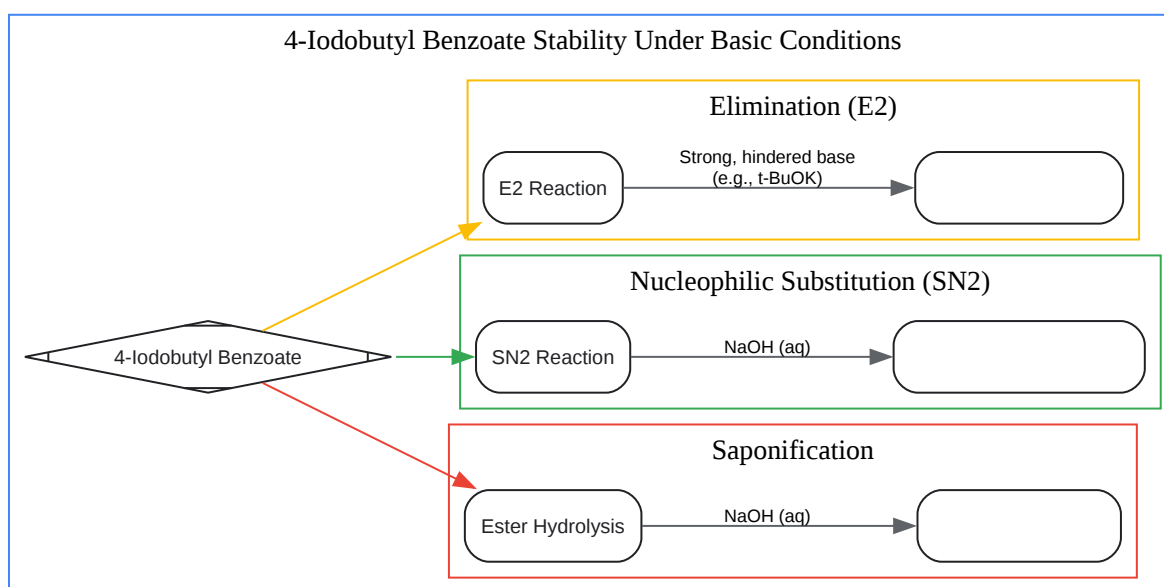 4-Iodobutyl Benzoate Stability Under Basic Conditions
Elimination (E2)
E2 Reaction
Strong, hindered base
(e.g., t-BuOK)
Nucleophilic Substitution (SN2)
4-Iodobutyl Benzoate
SN2 Reaction
NaOH (aq)
Saponification
Ester Hydrolysis
NaOH (aq)